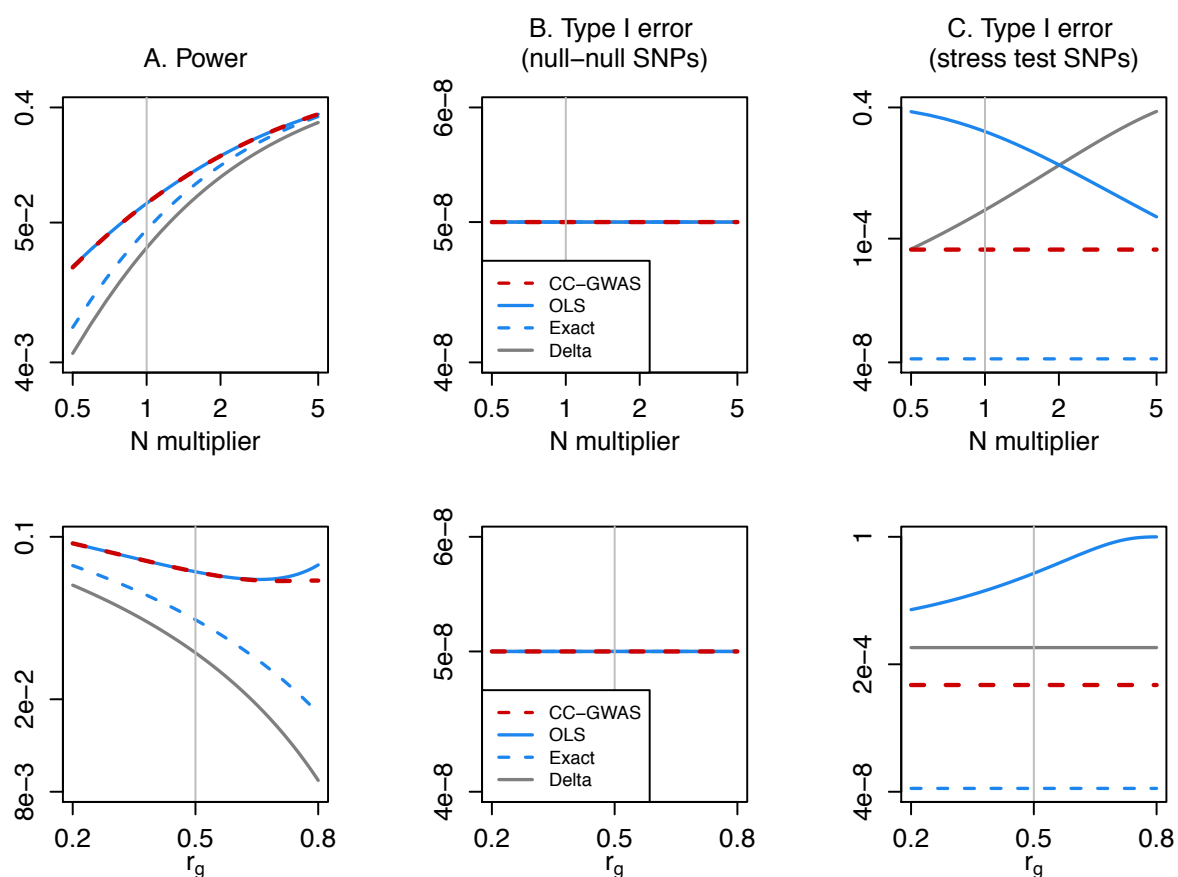 A. Power
B. Type I error
(null−null SNPs)
C. Type I error
(stress test SNPs)
0.4
5e−2
4e−3
0.5 1 2 5
N multiplier
6e−8
5e−8
4e−8
CC−GWAS
OLS
Exact
Delta
0.5 1 2 5
N multiplier
0.4
1e−4
4e−8
0.5 1 2 5
N multiplier
0.1
2e−2
8e−3
0.2 0.5 0.8
r_g
6e−8
5e−8
4e−8
CC−GWAS
OLS
Exact
Delta
0.2 0.5 0.8
r_g
1
2e−4
4e−8
0.2 0.5 0.8
r_g